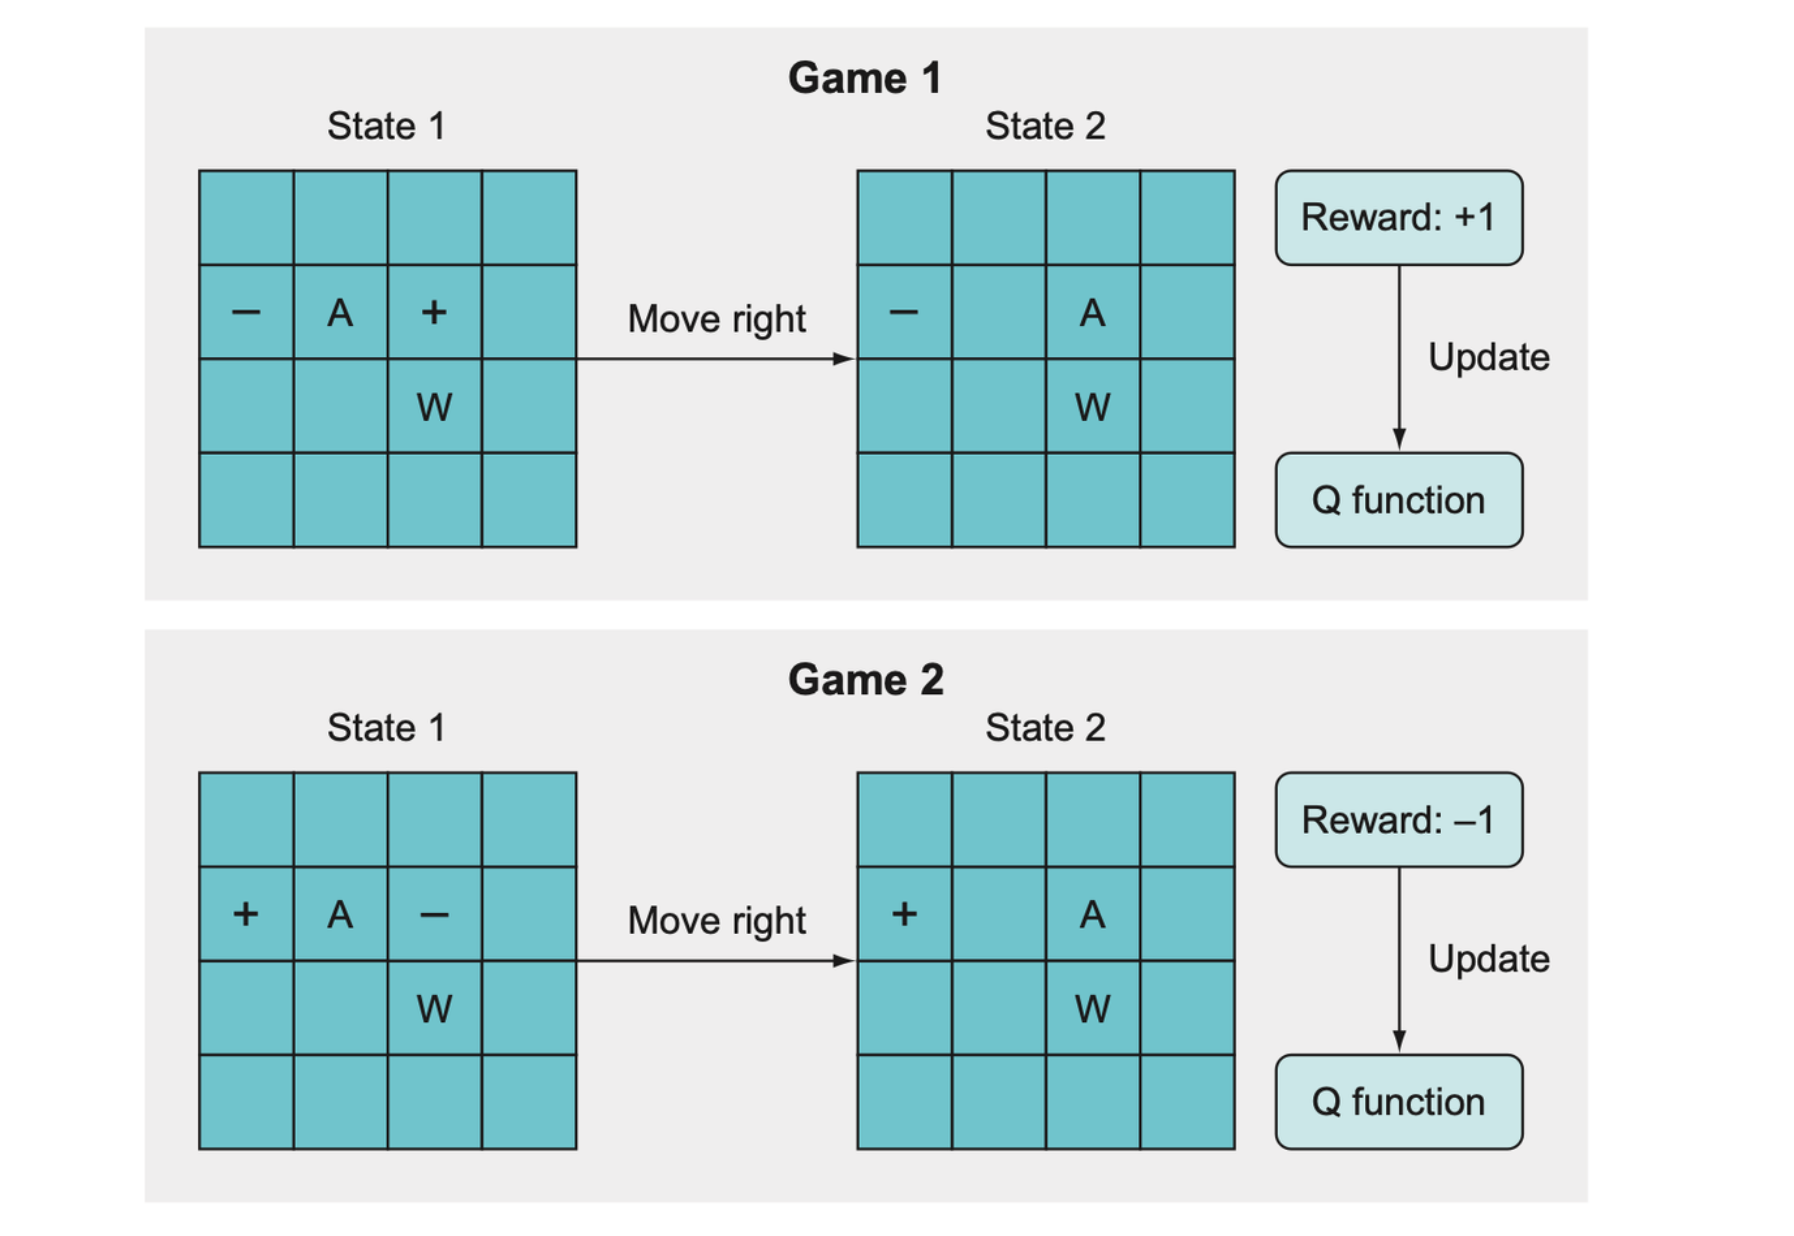 Game 1
State 1
State 2
Reward: +1
– A +
Move right
– A
Update
W
W
Q function
Game 2
State 1
State 2
Reward: –1
+ A –
Move right
+ A
Update
W
W
Q function